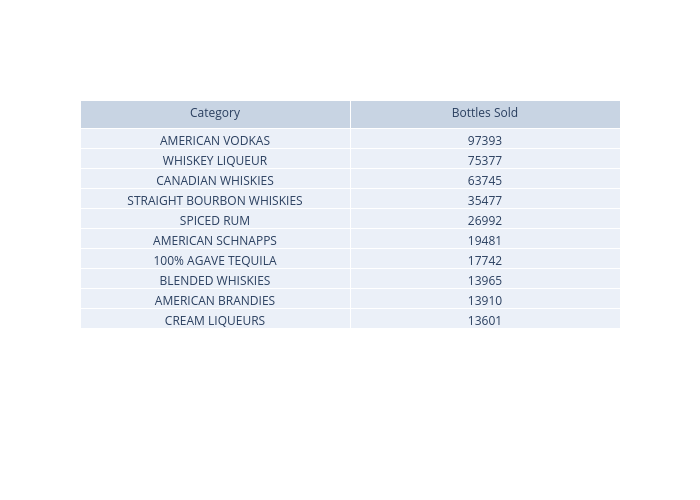 Category Bottles Sold
AMERICAN VODKAS 97393
WHISKEY LIQUEUR 75377
CANADIAN WHISKIES 63745
STRAIGHT BOURBON WHISKIES 35477
SPICED RUM 26992
AMERICAN SCHNAPPS 19481
100% AGAVE TEQUILA 17742
BLENDED WHISKIES 13965
AMERICAN BRANDIES 13910
CREAM LIQUEURS 13601